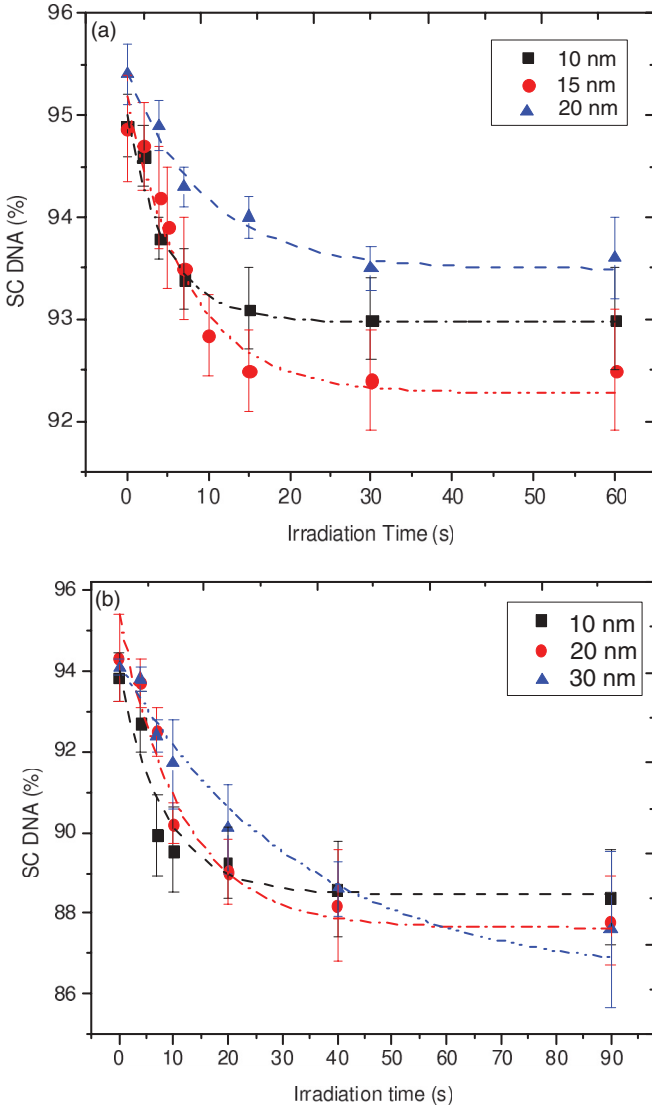 (a)
10 nm
15 nm
20 nm
96
95
94
93
92
SC DNA (%)
0 10 20 30 40 50 60
Irradiation Time (s)
(b)
10 nm
20 nm
30 nm
96
94
92
90
88
86
SC DNA (%)
0 10 20 30 40 50 60 70 80 90
Irradiation time (s)